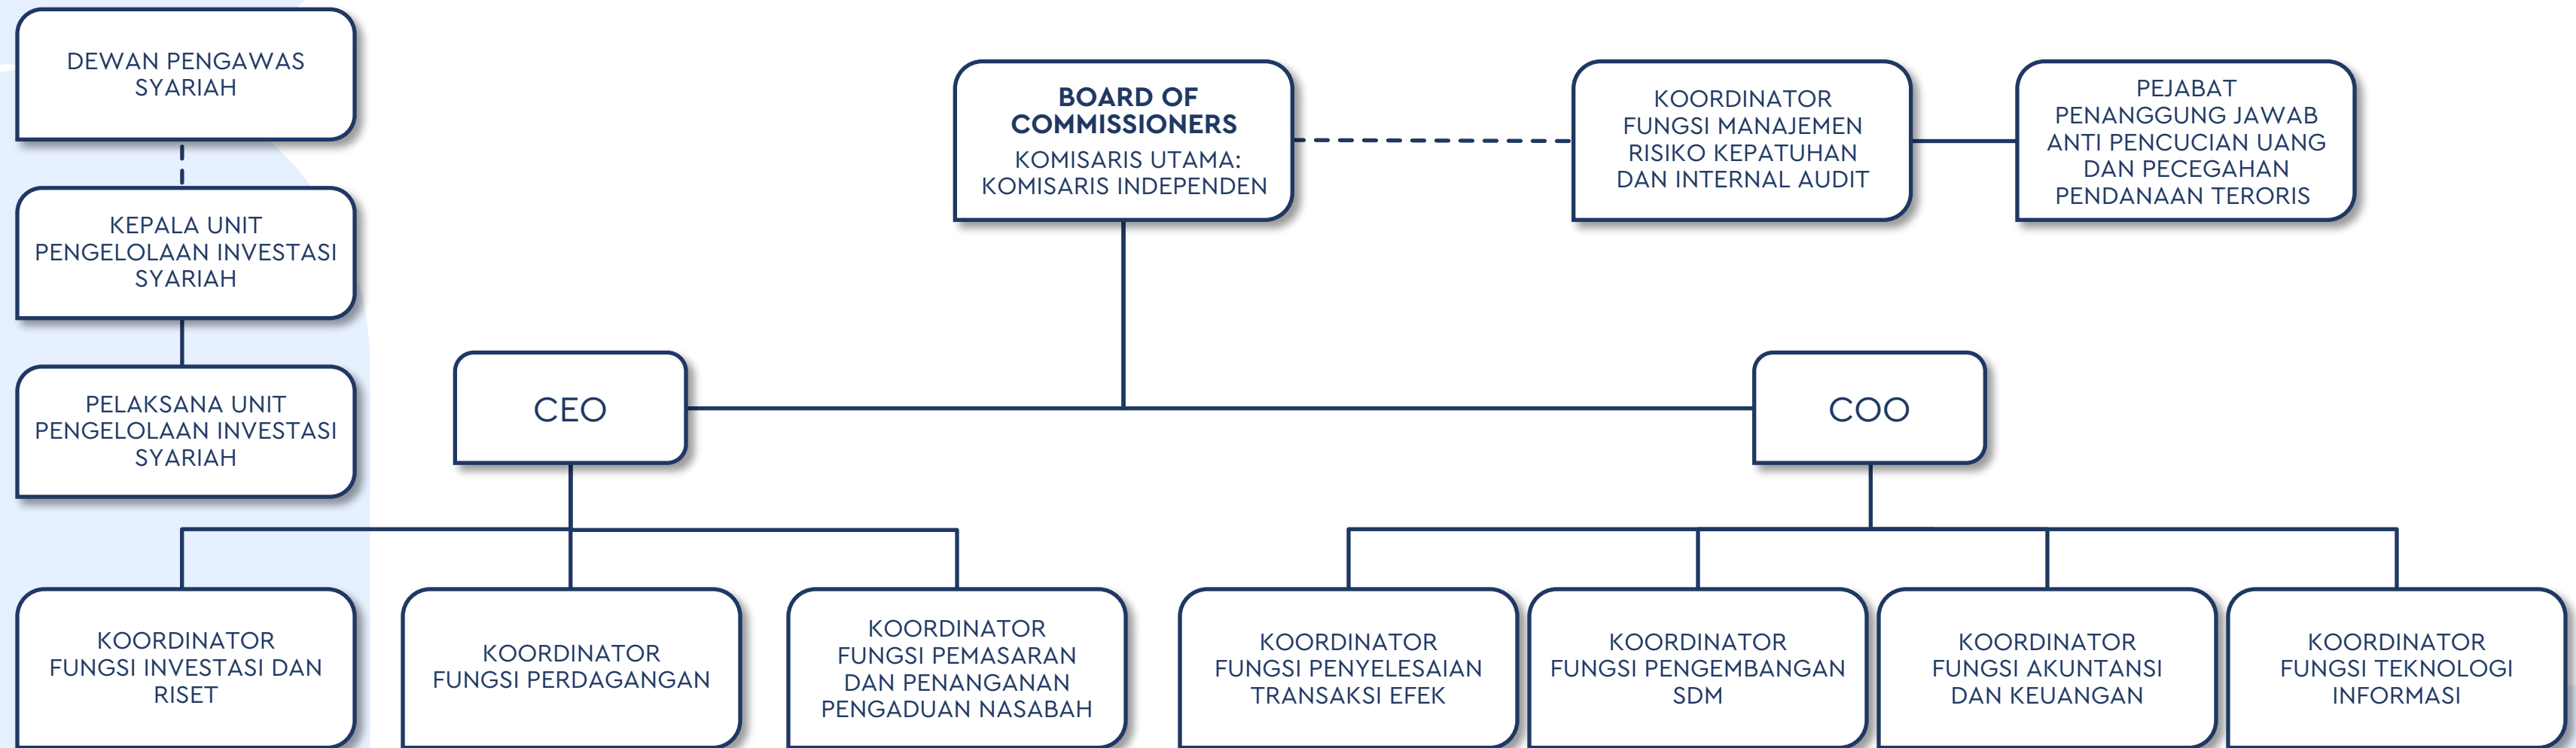 DEWAN PENGAWAS
SYARIAH
KEPALA UNIT
PENGELOLAAN INVESTASI
SYARIAH
PELAKSANA UNIT
PENGELOLAAN INVESTASI
SYARIAH
BOARD OF
COMMISSIONERS
KOMISARIS UTAMA:
KOMISARIS INDEPENDEN
KOORDINATOR
FUNGSI MANAJEMEN
RISIKO KEPATUHAN
DAN INTERNAL AUDIT
PEJABAT
PENANGGUNG JAWAB
ANTI PENCUCIAN UANG
DAN PECEGAHAN
PENDANAAN TERORIS
CEO
COO
KOORDINATOR
FUNGSI INVESTASI DAN
RISET
KOORDINATOR
FUNGSI PERDAGANGAN
KOORDINATOR
FUNGSI PEMASARAN
DAN PENANGANAN
PENGADUAN NASABAH
KOORDINATOR
FUNGSI PENYELESAIAN
TRANSAKSI EFEK
KOORDINATOR
FUNGSI PENGEMBANGAN
SDM
KOORDINATOR
FUNGSI AKUNTANSI
DAN KEUANGAN
KOORDINATOR
FUNGSI TEKNOLOGI
INFORMASI